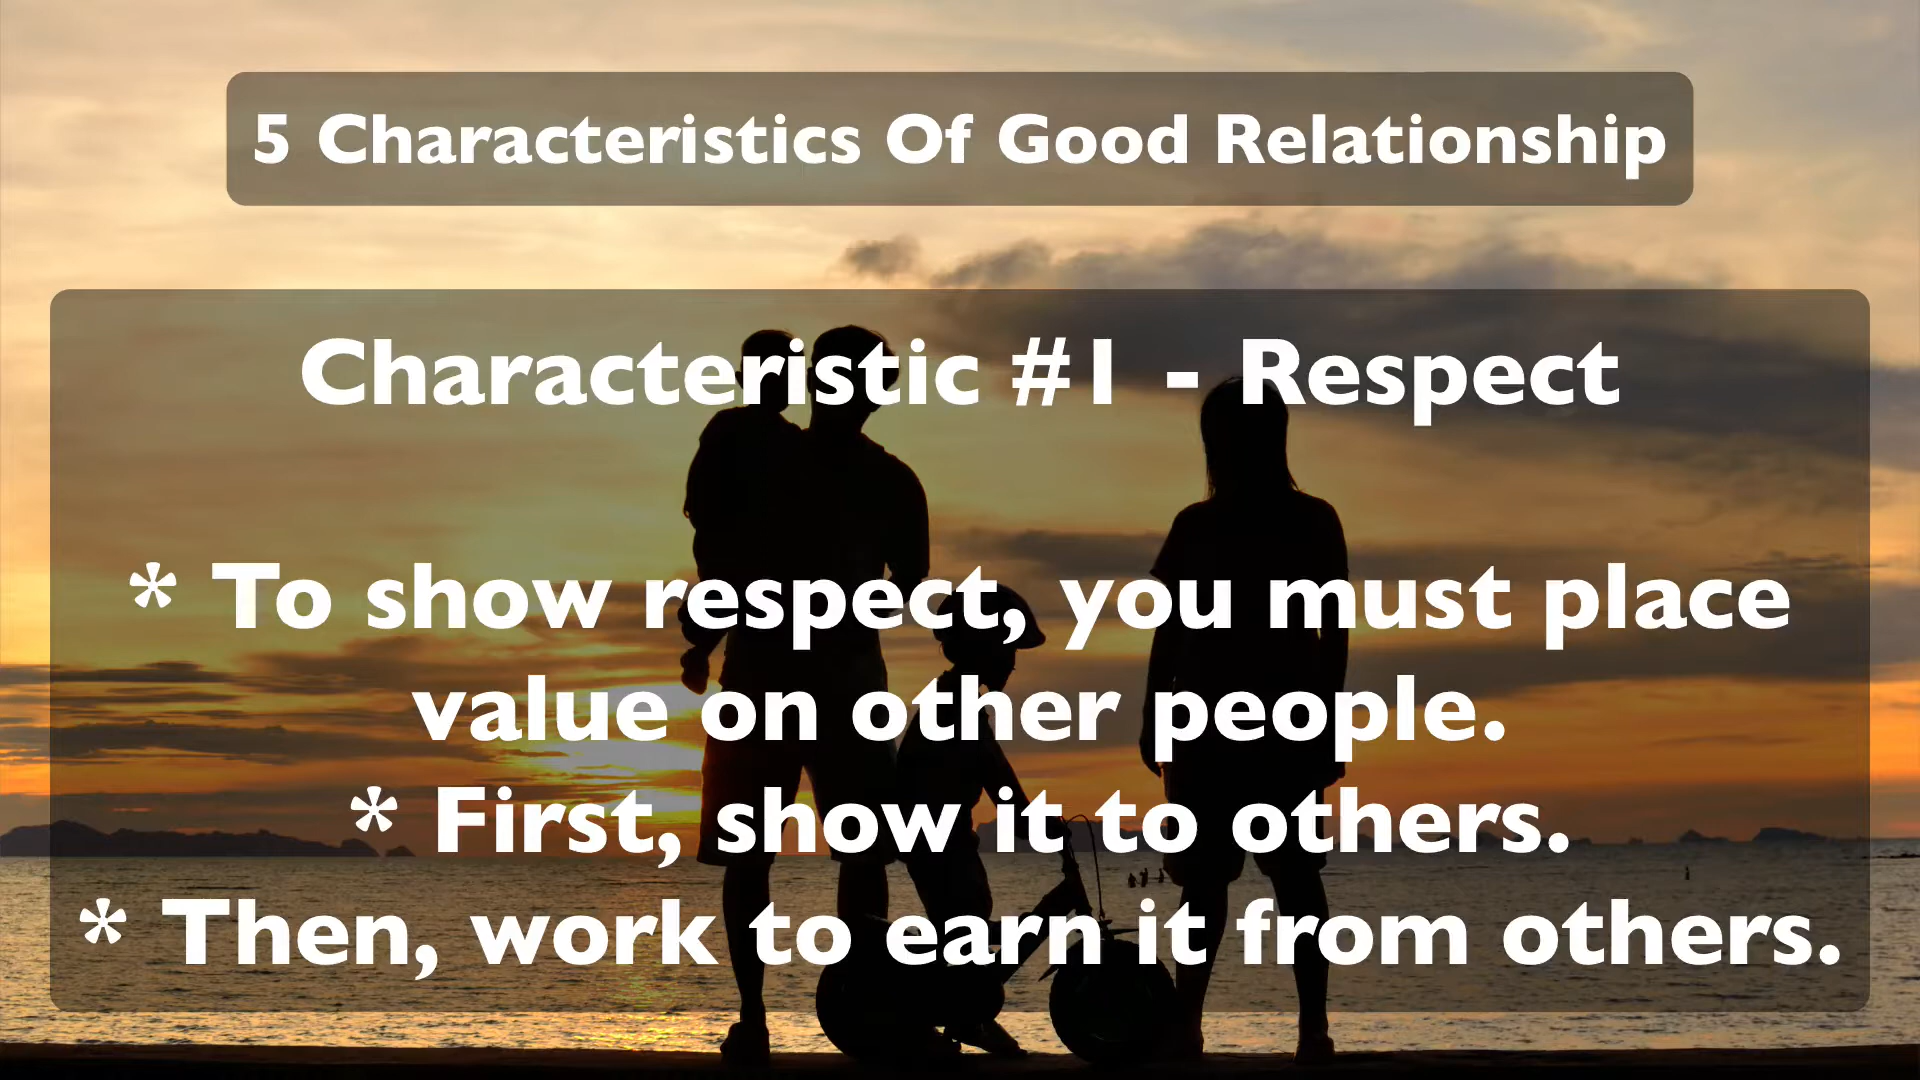 5 Characteristics Of Good Relationship
Characteristic #1 - Respect
* To show respect, you must place
value on other people.
* First, show it to others.
* Then, work to earn it from others.